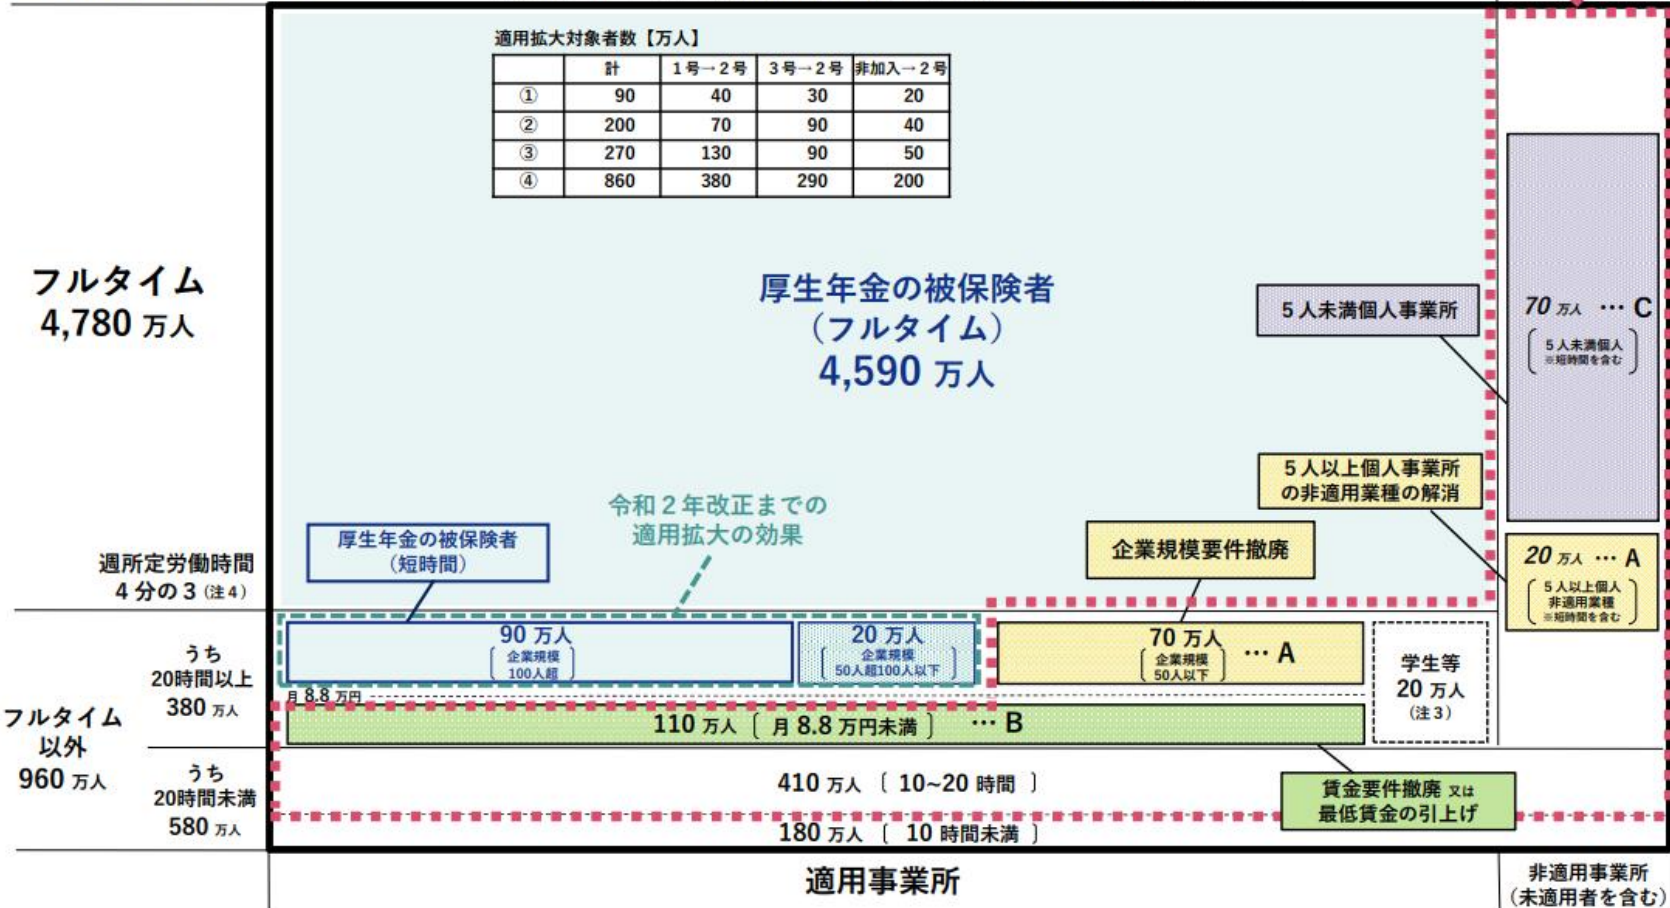 適用拡大対象者数【万人】
計 1号→2号 3号→2号 非加入→2号
① 90 40 30 20
② 200 70 90 40
③ 270 130 90 50
④ 860 380 290 200
フルタイム
4,780 万人
厚生年金の被保険者
（フルタイム）
4,590 万人
5人未満個人事業所
70 万人 … C
5人未満個人
※短時間を含む
5人以上個人事業所
の非適用業種の解消
20 万人 … A
5人以上個人
非適用業種
※短時間を含む
令和2年改正までの
適用拡大の効果
厚生年金の被保険者
（短時間）
企業規模要件撤廃
週所定労働時間
4分の3（注4）
うち
20時間以上
380 万人
90 万人
企業規模
100人超
20 万人
企業規模
50人超100人以下
70 万人 … A
企業規模
50人以下
学生等
20 万人
（注3）
月 8.8 万円
110 万人〔 月 8.8 万円未満 〕 … B
フルタイム
以外
960 万人
うち
20時間未満
580 万人
410 万人〔 10~20 時間 〕
賃金要件撤廃 又は
最低賃金の引上げ
180 万人〔 10 時間未満 〕
適用事業所
非適用事業所
（未適用者を含む）